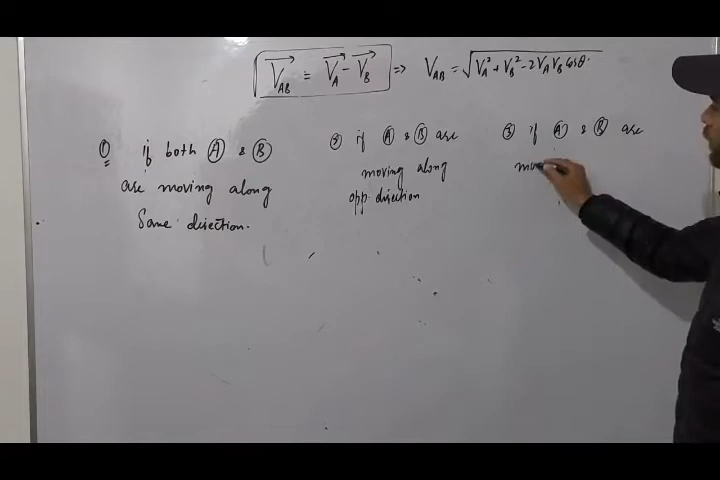 V_AB = V_A - V_B => V_AB = √V_A² + V_B² - 2V_A V_B Cosθ
① if both Ⓐ & Ⓑ
are moving along
Same direction.
② if Ⓐ & Ⓑ are
moving along
opp. direction
③ if Ⓐ & Ⓑ are